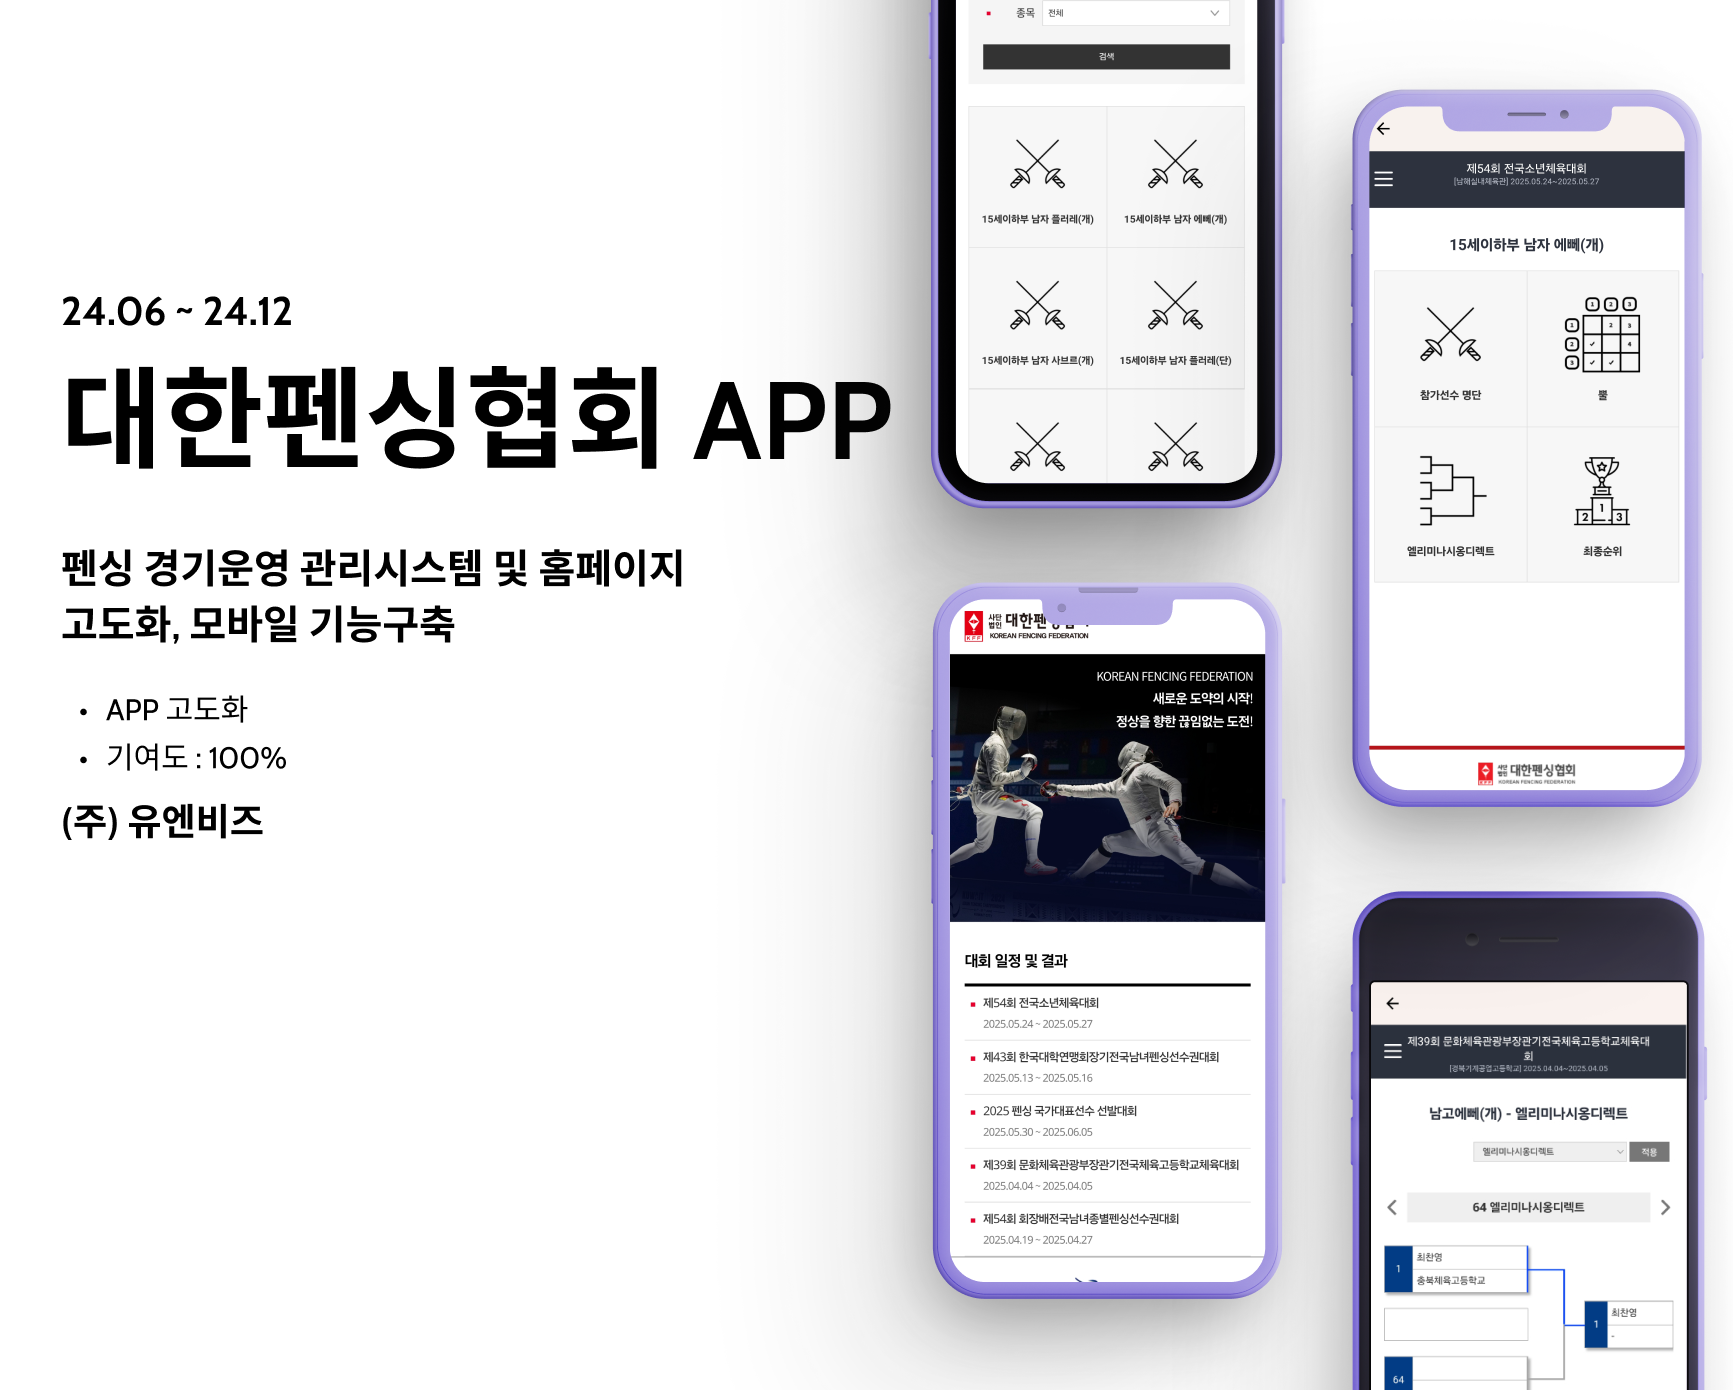 24.06 ~ 24.12
대한펜싱협회 APP
펜싱 경기운영 관리시스템 및 홈페이지
고도화, 모바일 기능구축
• APP 고도화
• 기여도 : 100%
(주) 유엔비즈
종목 전체
검색
15세이하부 남자 플러레(개)
15세이하부 남자 에뻬(개)
15세이하부 남자 사브르(개)
15세이하부 남자 플러레(단)
사단법인 대한펜
KFF
KOREAN FENCING FEDERATION
KOREAN FENCING FEDERATION
새로운 도약의 시작!
정상을 향한 끊임없는 도전!
대회 일정 및 결과
제54회 전국소년체육대회
2025.05.24 ~ 2025.05.27
제43회 한국대학연맹회장기전국남녀펜싱선수권대회
2025.05.13 ~ 2025.05.16
2025 펜싱 국가대표선수 선발대회
2025.05.30 ~ 2025.06.05
제39회 문화체육관광부장관기전국체육고등학교체육대회
2025.04.04 ~ 2025.04.05
제54회 회장배전국남녀종별펜싱선수권대회
2025.04.19 ~ 2025.04.27
제54회 전국소년체육대회
[남해실내체육관] 2025.05.24~2025.05.27
15세이하부 남자 에뻬(개)
참가선수 명단
1 2 3
1 2 3
2 4
3
뿔
엘리미나시옹디렉트
1
2 3
최종순위
사단법인 대한펜싱협회
KOREAN FENCING FEDERATION
제39회 문화체육관광부장관기전국체육고등학교체육대
회
[경북기계공업고등학교] 2025.04.04~2025.04.05
남고에뻬(개) - 엘리미나시옹디렉트
엘리미나시옹디렉트
적용
64 엘리미나시옹디렉트
1 최찬영
충북체육고등학교
1 최찬영
-
64